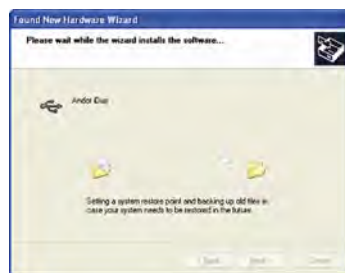 Found New Hardware Wizard
Please wait while the wizard installs the software...
Andor
Setting a system restore point and backing up old files in
case your system needs to be restored in the future.